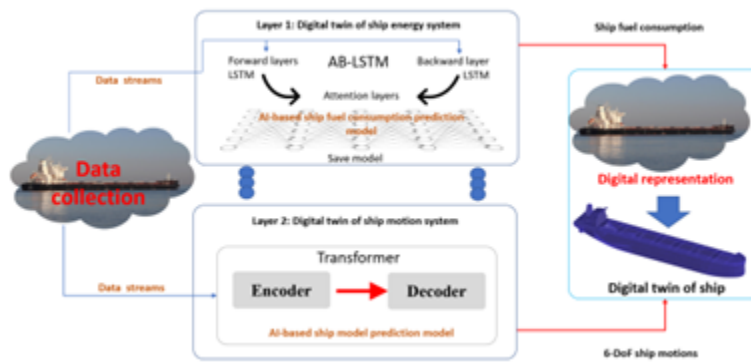 Layer 1: Digital twin of ship energy system
Forward layers
LSTM
AB-LSTM
Backward layer
LSTM
Attention layers
AI-based ship fuel consumption prediction
model
Save model
Data streams
Data
collection
Data streams
Layer 2: Digital twin of ship motion system
Transformer
Encoder
Decoder
AI-based ship model prediction model
Ship fuel consumption
Digital representation
Digital twin of ship
6-DoF ship motions